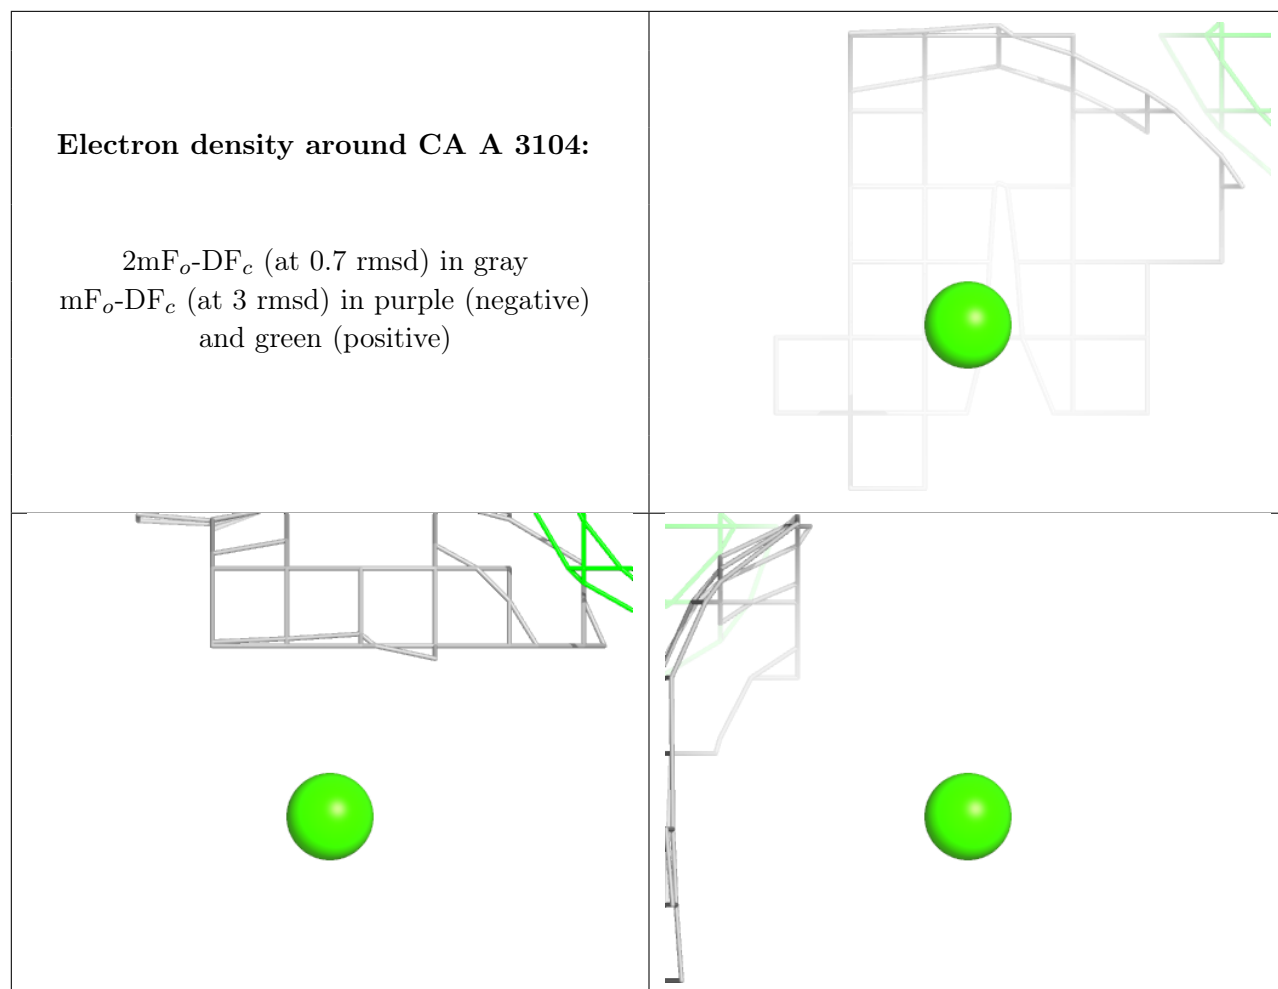 Electron density around CA A 3104:
2mFo-DFc (at 0.7 rmsd) in gray
mFo-DFc (at 3 rmsd) in purple (negative)
and green (positive)